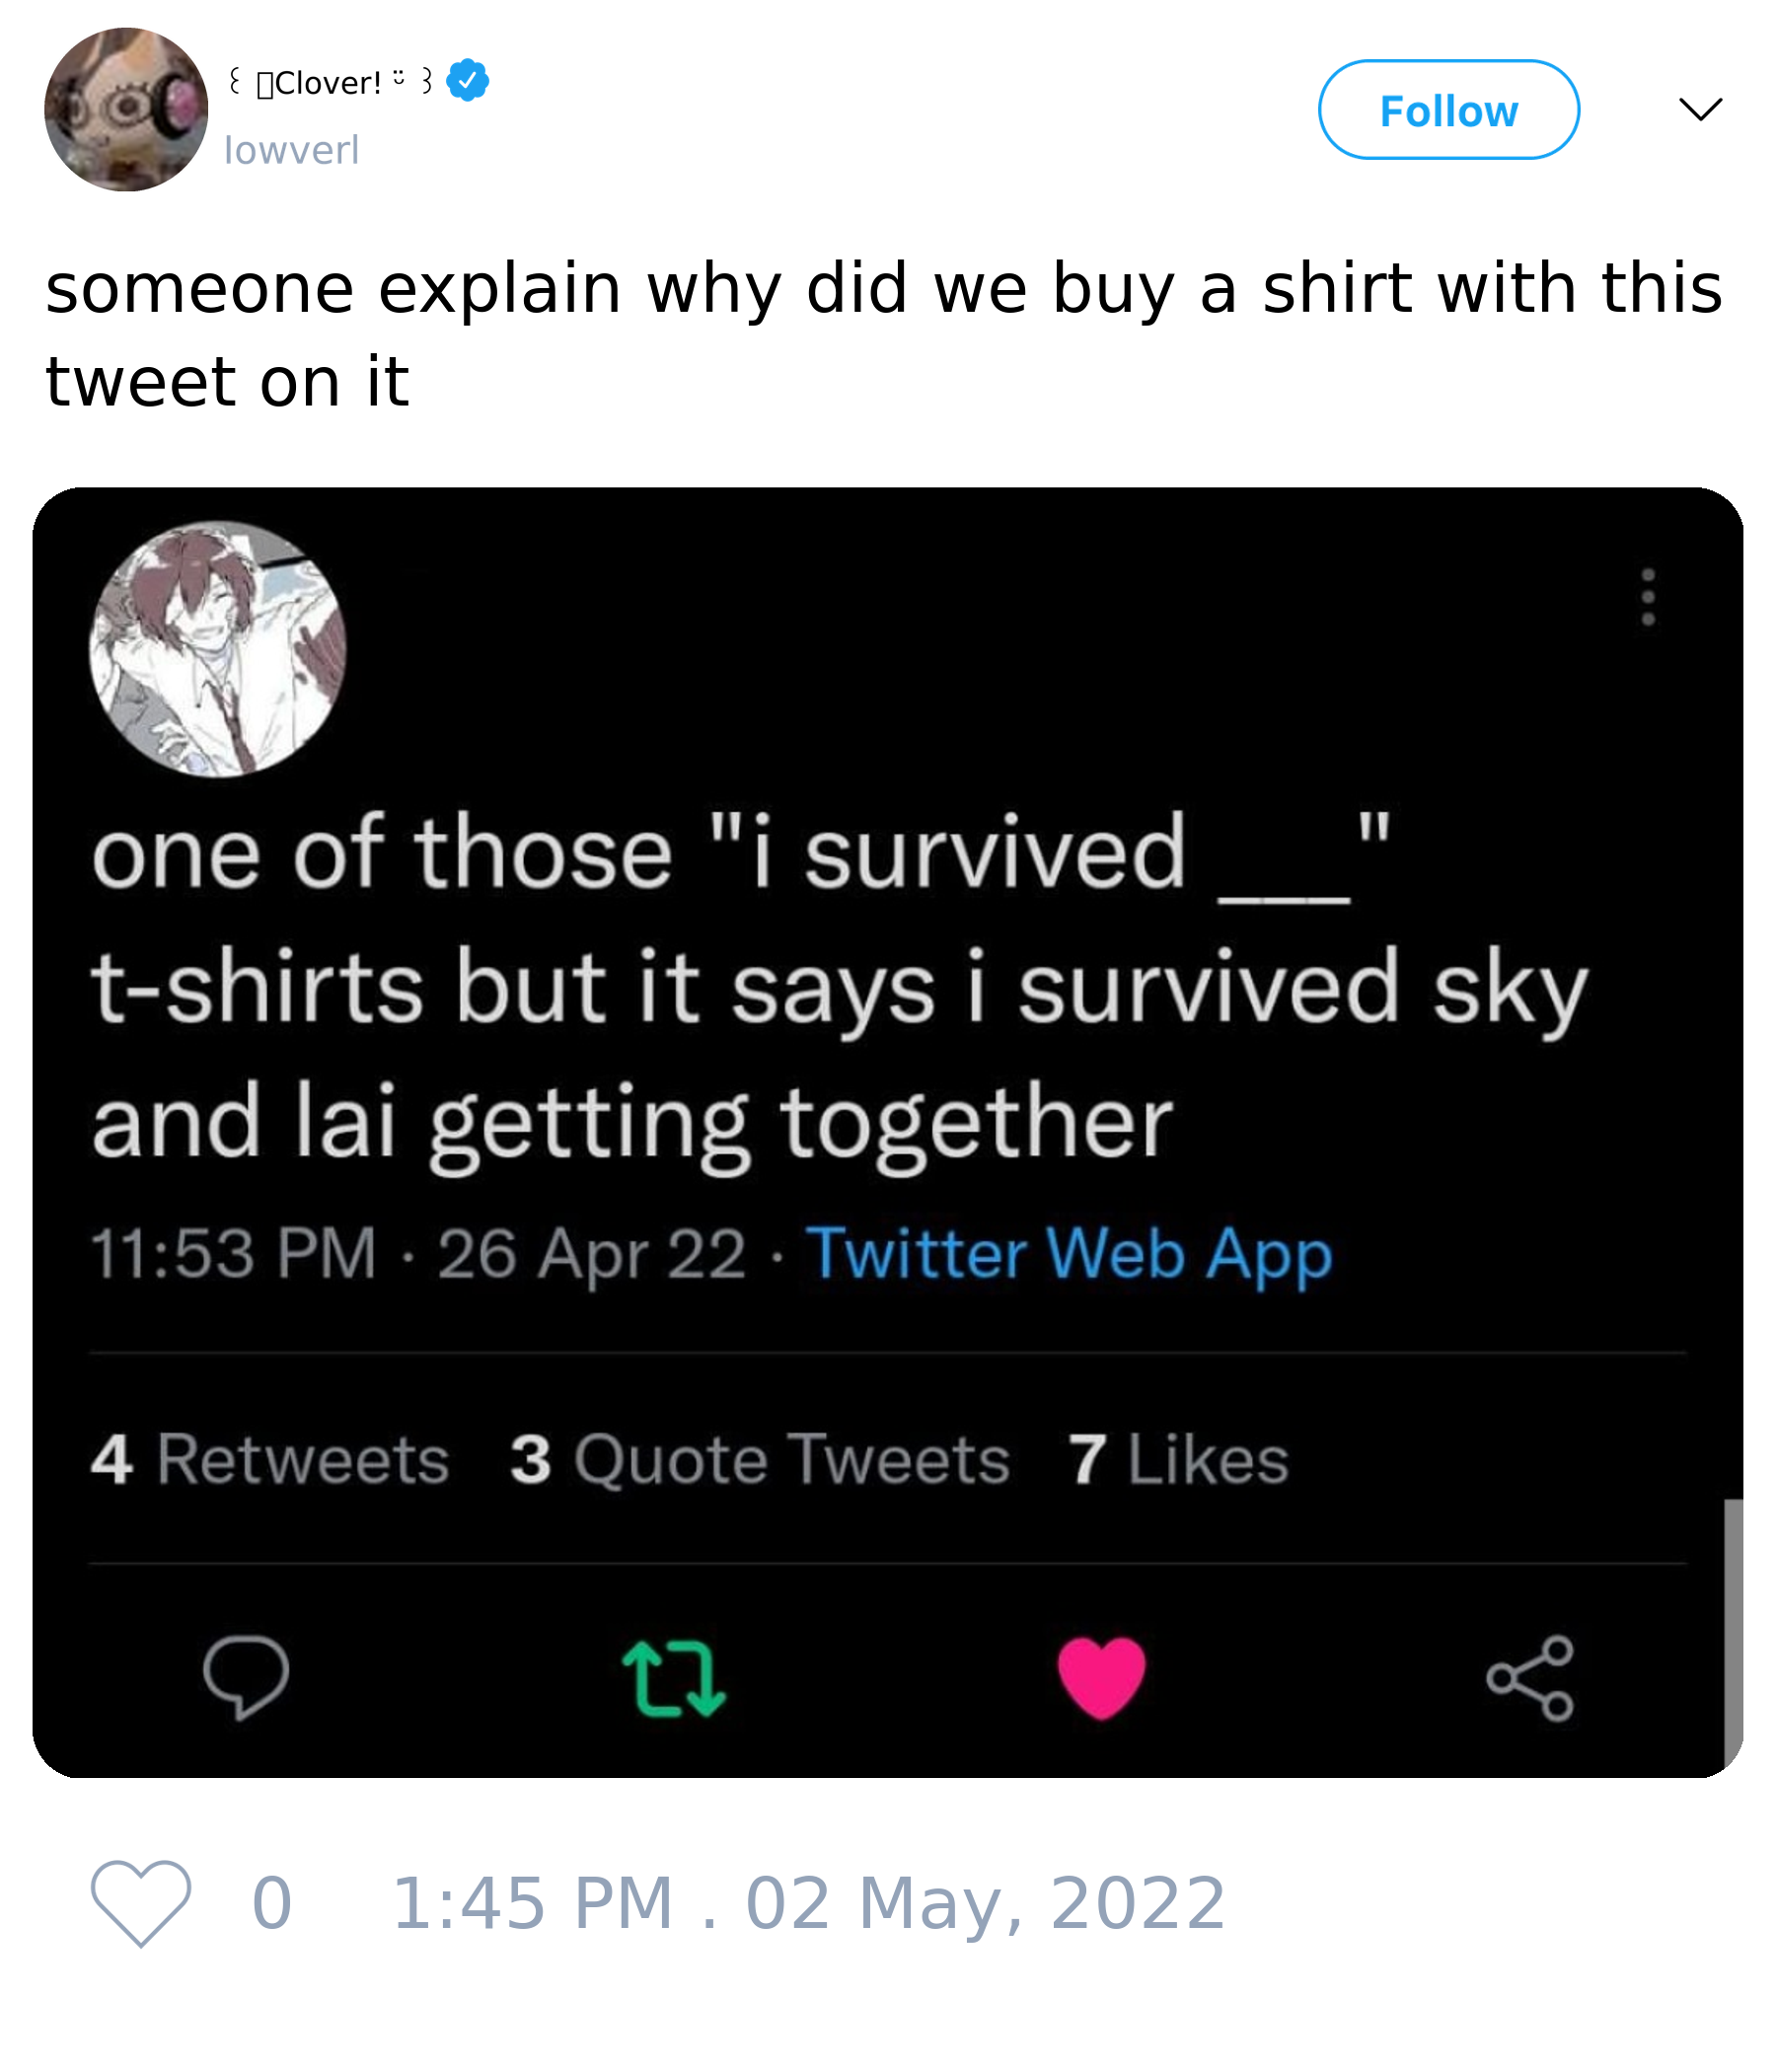 ꒰ Clover! ᵕ̈ ꒱
lowverl
Follow
someone explain why did we buy a shirt with this
tweet on it
one of those "i survived ___"
t-shirts but it says i survived sky
and lai getting together
11:53 PM · 26 Apr 22 · Twitter Web App
4 Retweets 3 Quote Tweets 7 Likes
0 1:45 PM . 02 May, 2022